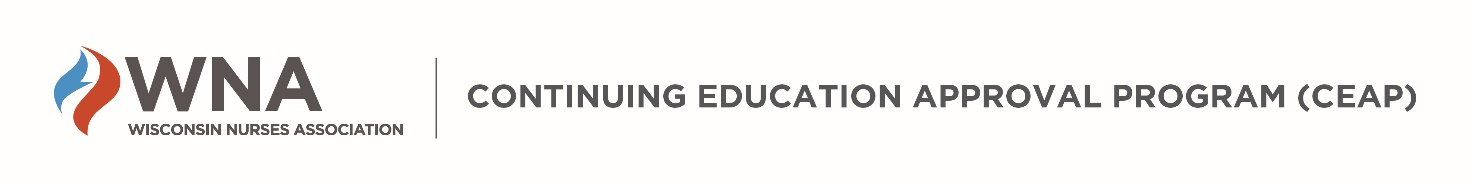 WNA
WISCONSIN NURSES ASSOCIATION
CONTINUING EDUCATION APPROVAL PROGRAM (CEAP)